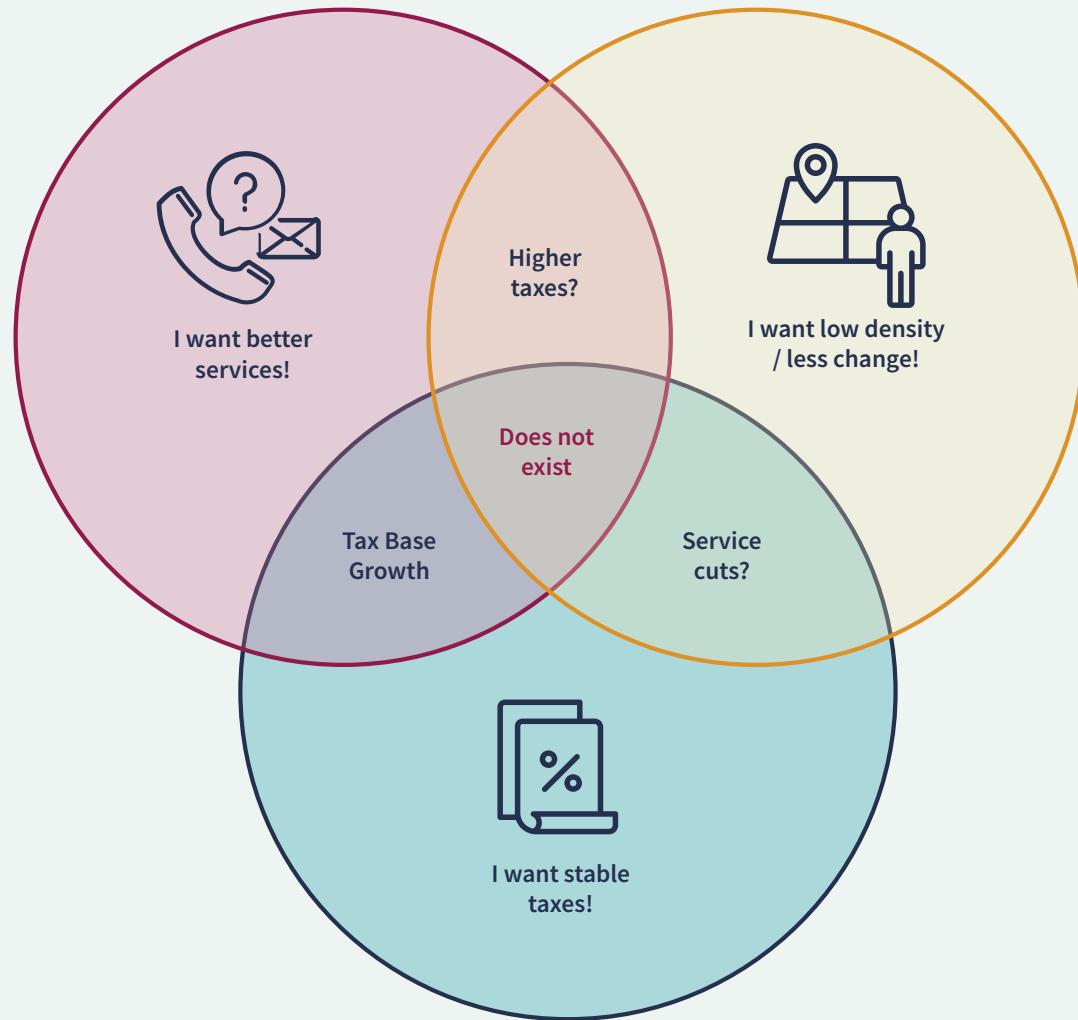 ?
Higher
taxes?
I want better
services!
I want low density
/ less change!
Does not
exist
Tax Base
Growth
Service
cuts?
%
I want stable
taxes!